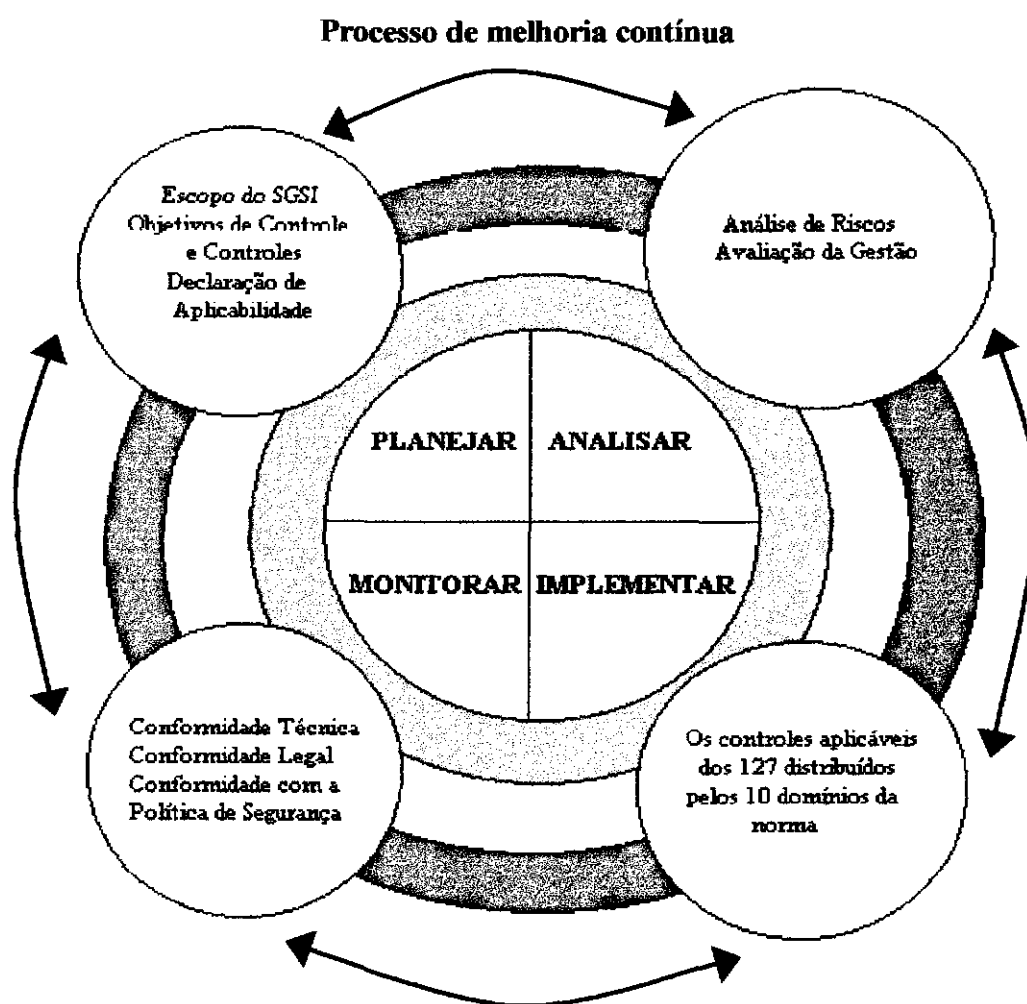 Processo de melhoria contínua
Escopo do SGSI
Objetivos de Controle
e Controles
Declaração de
Aplicabilidade
Análise de Riscos
Avaliação da Gestão
PLANEJAR
ANALISAR
MONITORAR
IMPLEMENTAR
Conformidade Técnica
Conformidade Legal
Conformidade com a
Política de Segurança
Os controles aplicáveis
dos 127 distribuídos
pelos 10 domínios da
norma